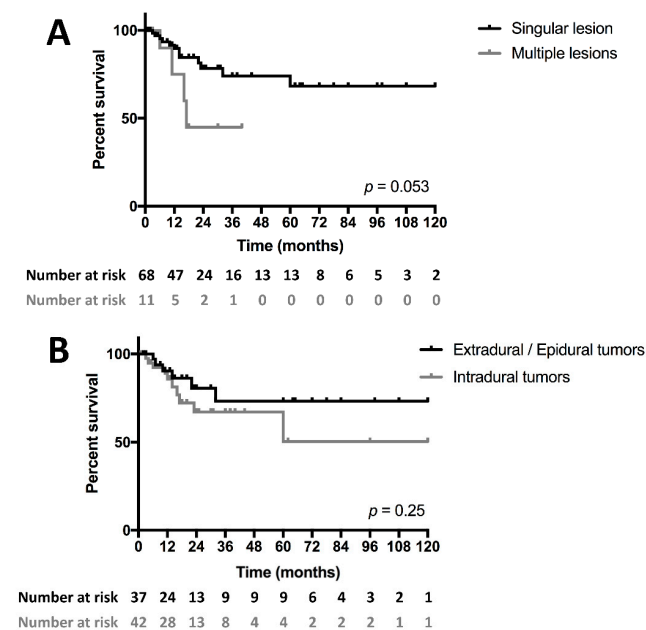 A
Singular lesion
Multiple lesions
100
50
0
Percent survival
p = 0.053
0 12 24 36 48 60 72 84 96 108 120
Time (months)
Number at risk 68 47 24 16 13 13 8 6 5 3 2
Number at risk 11 5 2 1 0 0 0 0 0 0 0
B
Extradural / Epidural tumors
Intradural tumors
100
50
0
Percent survival
p = 0.25
0 12 24 36 48 60 72 84 96 108 120
Time (months)
Number at risk 37 24 13 9 9 9 6 4 3 2 1
Number at risk 42 28 13 8 4 4 2 2 2 1 1